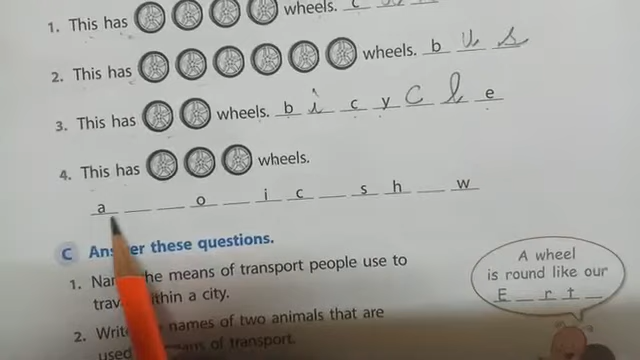 1. This has wheels. c
2. This has wheels. b u s
3. This has wheels. b i c y c l e
4. This has wheels.
a _ _ o _ i c _ s h _ w
C Answer these questions.
1. Name the means of transport people use to
travel within a city.
2. Write names of two animals that are
used means of transport.
A wheel
is round like our
E _ r t _